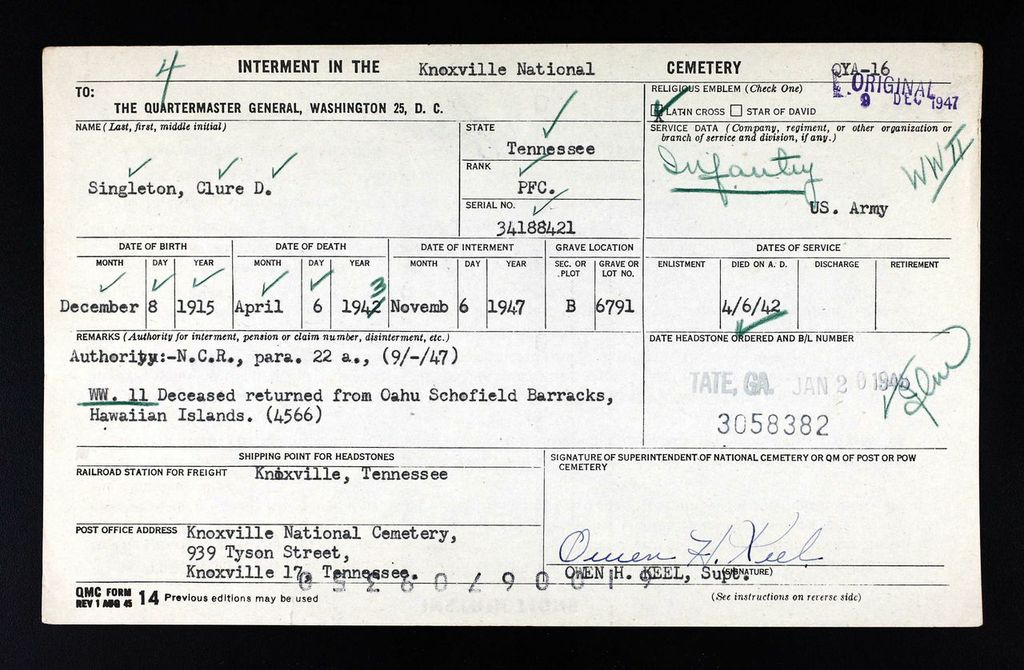 4
INTERMENT IN THE Knoxville National CEMETERY QYA-16
ORIGINAL
9 DEC 1947
TO:
THE QUARTERMASTER GENERAL, WASHINGTON 25, D. C.
RELIGIOUS EMBLEM (Check One)
LATIN CROSS STAR OF DAVID
NAME (Last, first, middle initial)
Singleton, Clure D.
STATE
Tennessee
RANK
PFC.
SERIAL NO.
34188421
SERVICE DATA (Company, regiment, or other organization or
branch of service and division, if any.)
Infantry
WW II
US. Army
DATE OF BIRTH DATE OF DEATH DATE OF INTERMENT GRAVE LOCATION DATES OF SERVICE
MONTH DAY YEAR MONTH DAY YEAR MONTH DAY YEAR SEC. OR PLOT GRAVE OR LOT NO. ENLISTMENT DIED ON A. D. DISCHARGE RETIREMENT
3
December 8 1915 April 6 1942 Novemb 6 1947 B 6791 4/6/42
REMARKS (Authority for interment, pension or claim number, disinterment, etc.)
Authority:-N.C.R., para. 22 a., (9/-/47)
WW. 11 Deceased returned from Oahu Schofield Barracks,
Hawaiian Islands. (4566)
DATE HEADSTONE ORDERED AND B/L NUMBER
TATE, GA. JAN 20
3058382
SHIPPING POINT FOR HEADSTONES
RAILROAD STATION FOR FREIGHT Knoxville, Tennessee
POST OFFICE ADDRESS Knoxville National Cemetery,
939 Tyson Street,
Knoxville 17, Tennessee.
SIGNATURE OF SUPERINTENDENT OF NATIONAL CEMETERY OR QM OF POST OR POW
CEMETERY
Owen H. Keel
OWEN H. KEEL, Supt. (SIGNATURE)
QMC FORM
REV 1 AUG 45 14 Previous editions may be used
(See instructions on reverse side)